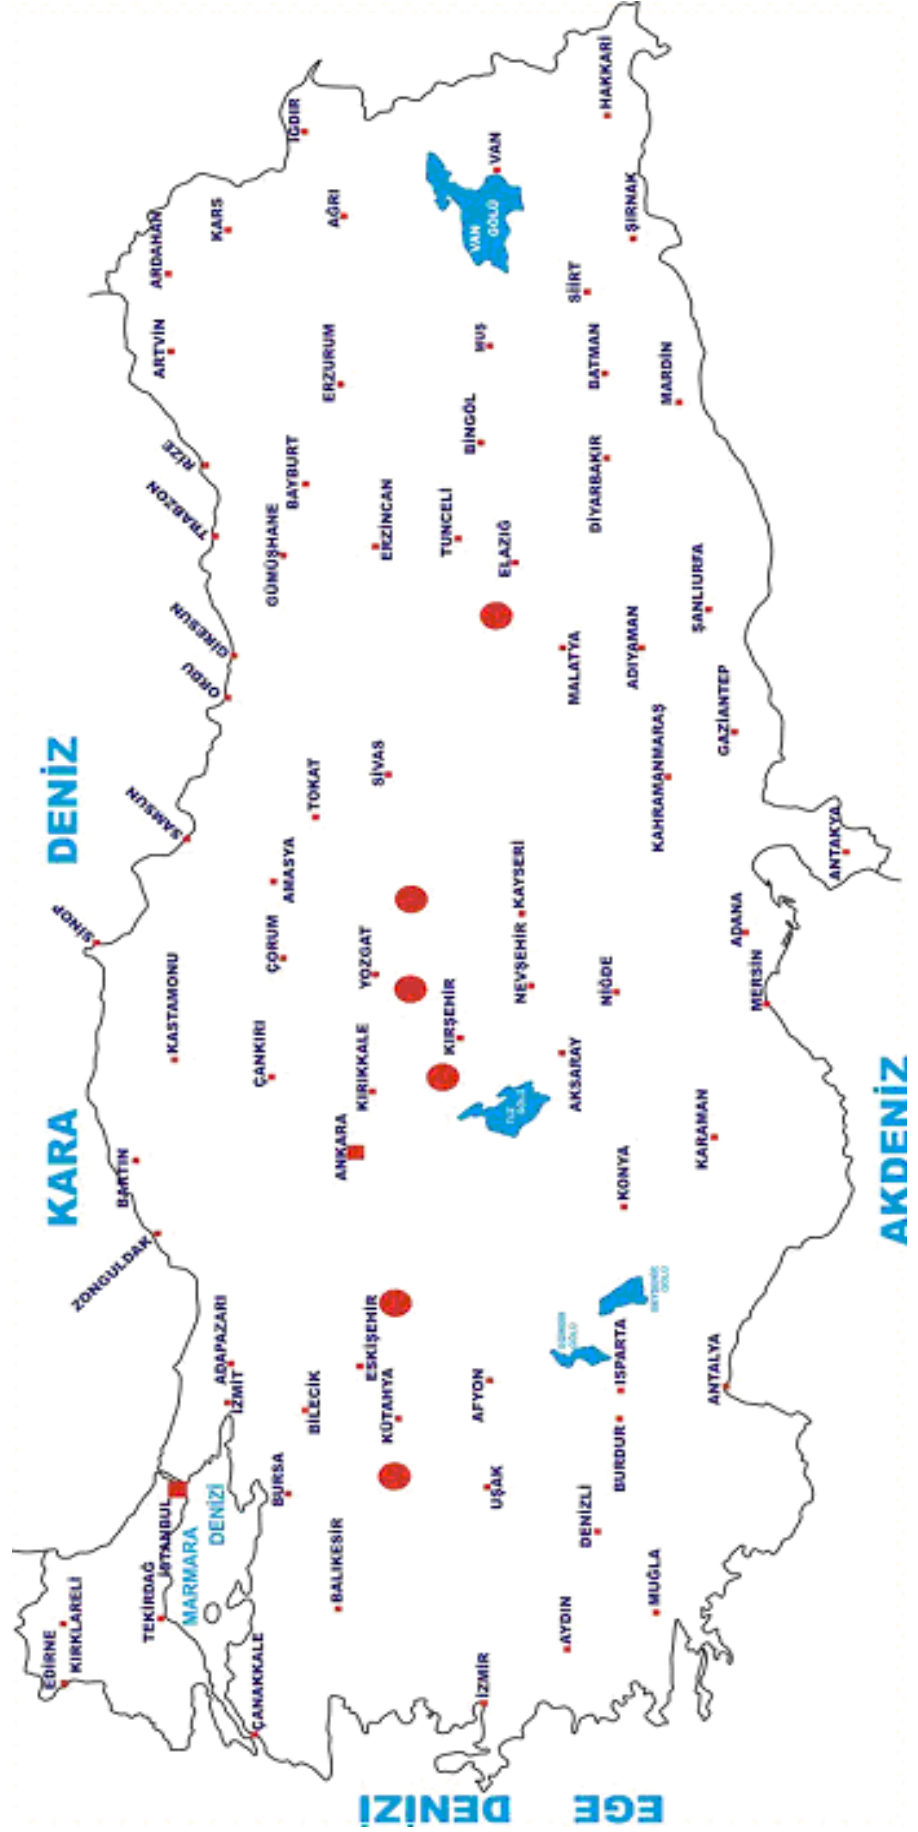 KARA DENİZ
SİNOP
ZONGULDAK
BARTIN
KASTAMONU
SAMSUN
ORDU
GİRESUN
TRABZON
RİZE
ARTVİN
ARDAHAN
KARS
IĞDIR
AĞRI
EDİRNE
KIRKLARELİ
TEKİRDAĞ
İSTANBUL
MARMARA
DENİZİ
İZMİT
ADAPAZARI
ÇANKIRI
ÇORUM
AMASYA
TOKAT
GÜMÜŞHANE
BAYBURT
ERZURUM
ÇANAKKALE
BURSA
BİLECİK
BALIKESİR
KÜTAHYA
ESKİŞEHİR
ANKARA
KIRIKKALE
YOZGAT
SİVAS
ERZİNCAN
TUNCELİ
BİNGÖL
MUŞ
VAN
GÖLÜ
VAN
KIRŞEHİR
TUZ
GÖLÜ
İZMİR
UŞAK
AFYON
NEVŞEHİR
KAYSERİ
ELAZIĞ
MALATYA
AKSARAY
AYDIN
DENİZLİ
BURDUR
ISPARTA
KONYA
NİĞDE
ADIYAMAN
DİYARBAKIR
BATMAN
SİİRT
ŞIRNAK
HAKKARİ
MUĞLA
KAHRAMANMARAŞ
MARDİN
ŞANLIURFA
GAZİANTEP
KARAMAN
ANTALYA
MERSİN
ADANA
ANTAKYA
EGE
DENİZİ
AKDENİZ